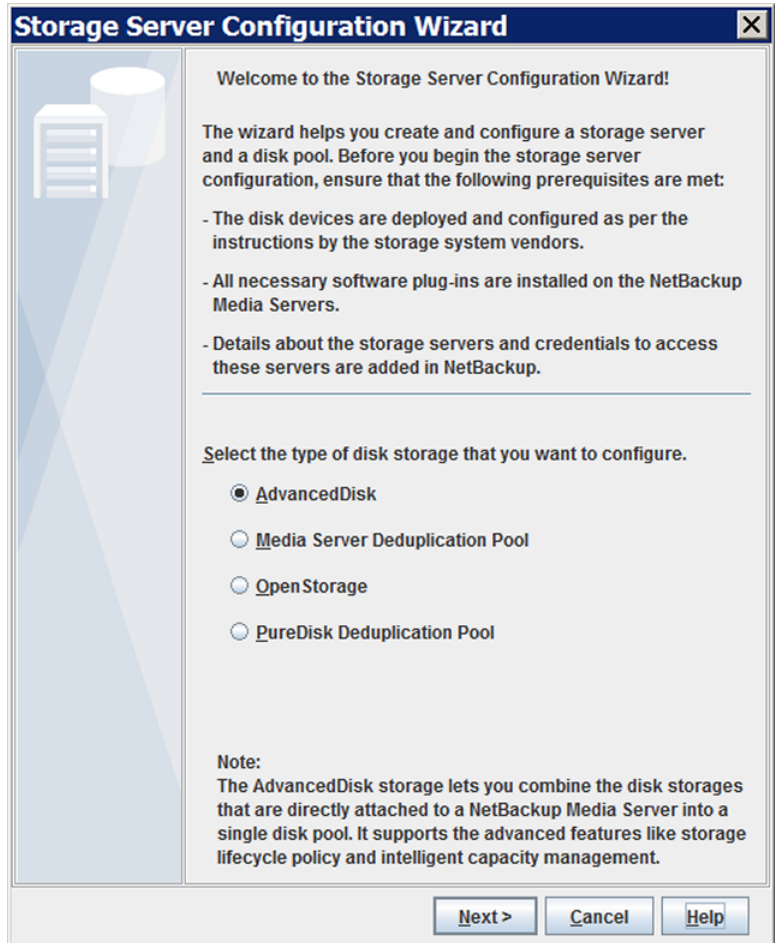 Storage Server Configuration Wizard
Welcome to the Storage Server Configuration Wizard!
The wizard helps you create and configure a storage server
and a disk pool. Before you begin the storage server
configuration, ensure that the following prerequisites are met:
- The disk devices are deployed and configured as per the
instructions by the storage system vendors.
- All necessary software plug-ins are installed on the NetBackup
Media Servers.
- Details about the storage servers and credentials to access
these servers are added in NetBackup.
Select the type of disk storage that you want to configure.
AdvancedDisk
Media Server Deduplication Pool
OpenStorage
PureDisk Deduplication Pool
Note:
The AdvancedDisk storage lets you combine the disk storages
that are directly attached to a NetBackup Media Server into a
single disk pool. It supports the advanced features like storage
lifecycle policy and intelligent capacity management.
Next >
Cancel
Help